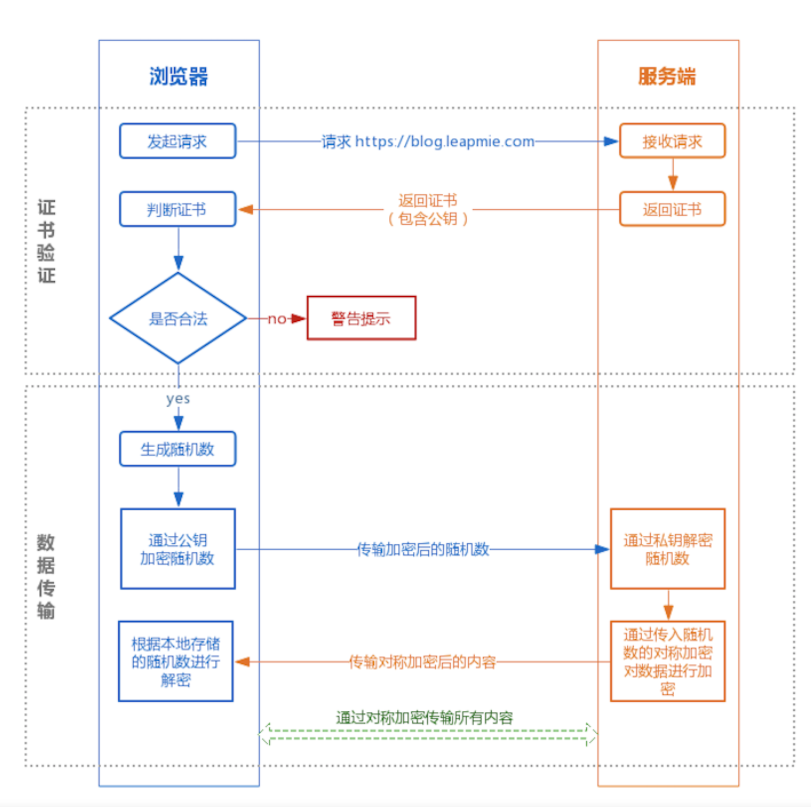 浏览器
服务端
证书验证
发起请求
请求 https://blog.leapmie.com
接收请求
判断证书
返回证书
（包含公钥）
返回证书
是否合法
no
警告提示
yes
数据传输
生成随机数
通过公钥
加密随机数
传输加密后的随机数
通过私钥解密
随机数
根据本地存储
的随机数进行
解密
传输对称加密后的内容
通过传入随机
数的对称加密
对数据进行加
密
通过对称加密传输所有内容